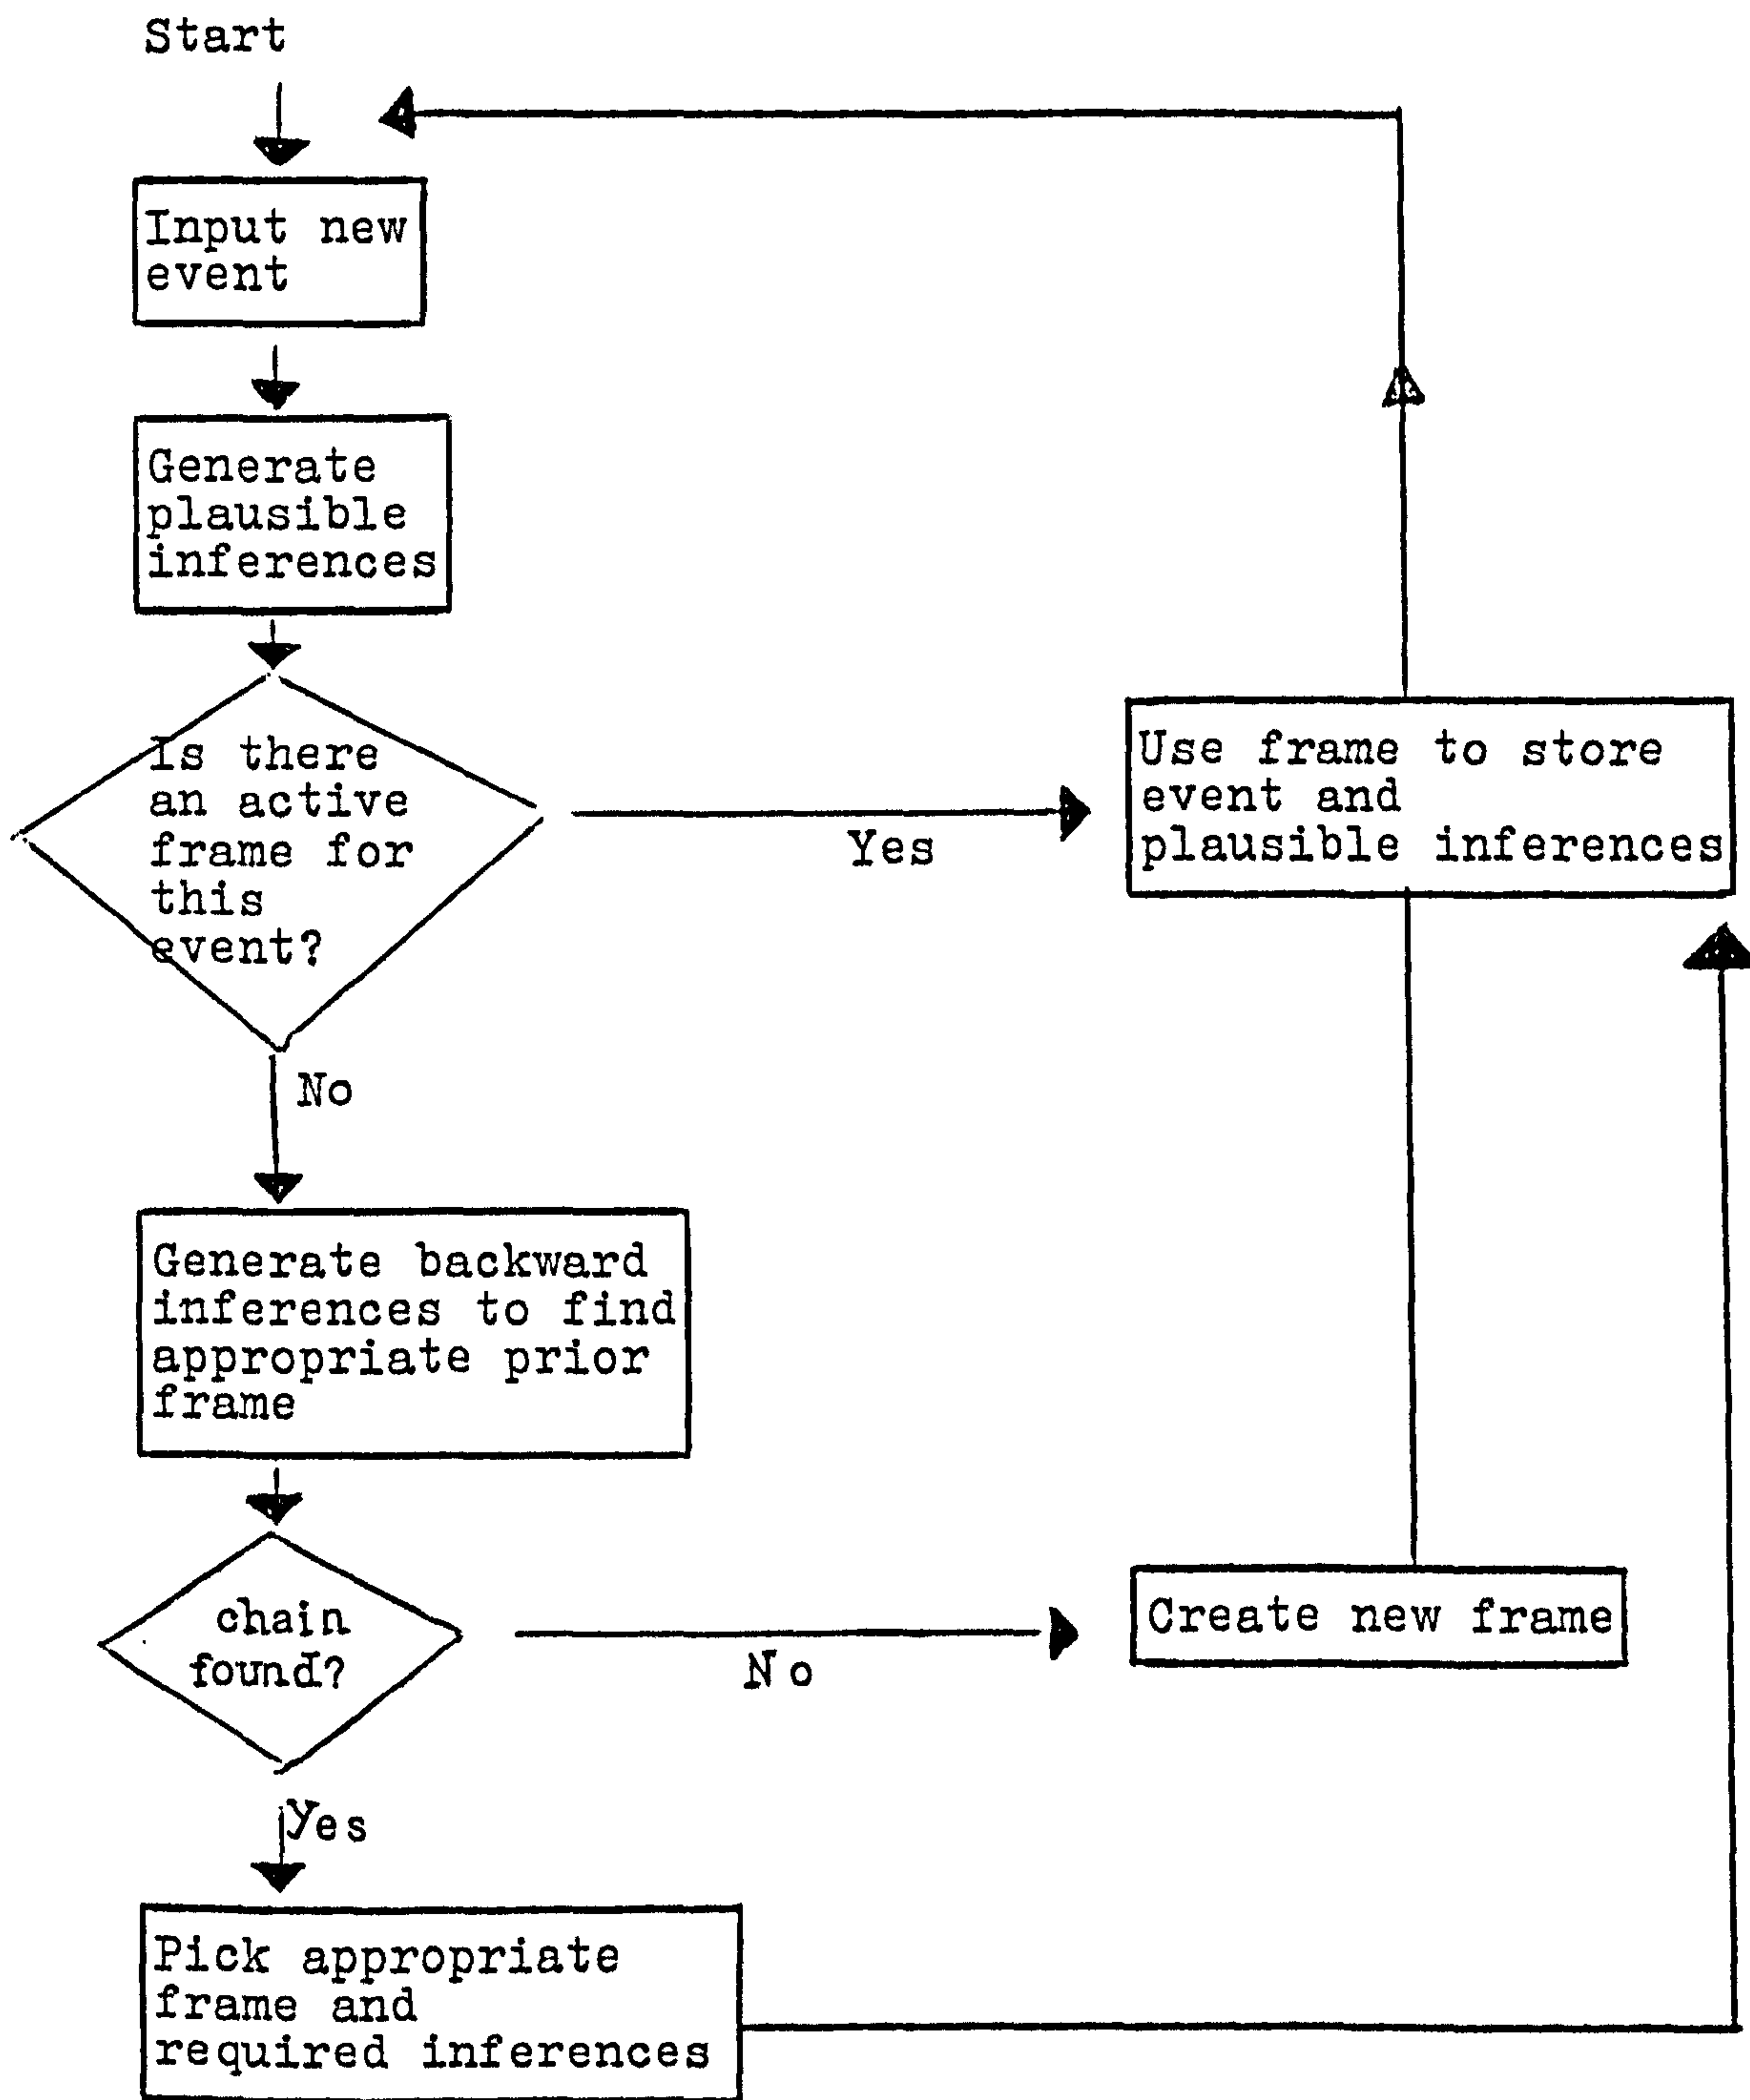 Start
Input new
event
Generate
plausible
inferences
Is there
an active
frame for
this
event?
Yes
Use frame to store
event and
plausible inferences
No
Generate backward
inferences to find
appropriate prior
frame
chain
found?
No
Create new frame
Yes
Pick appropriate
frame and
required inferences